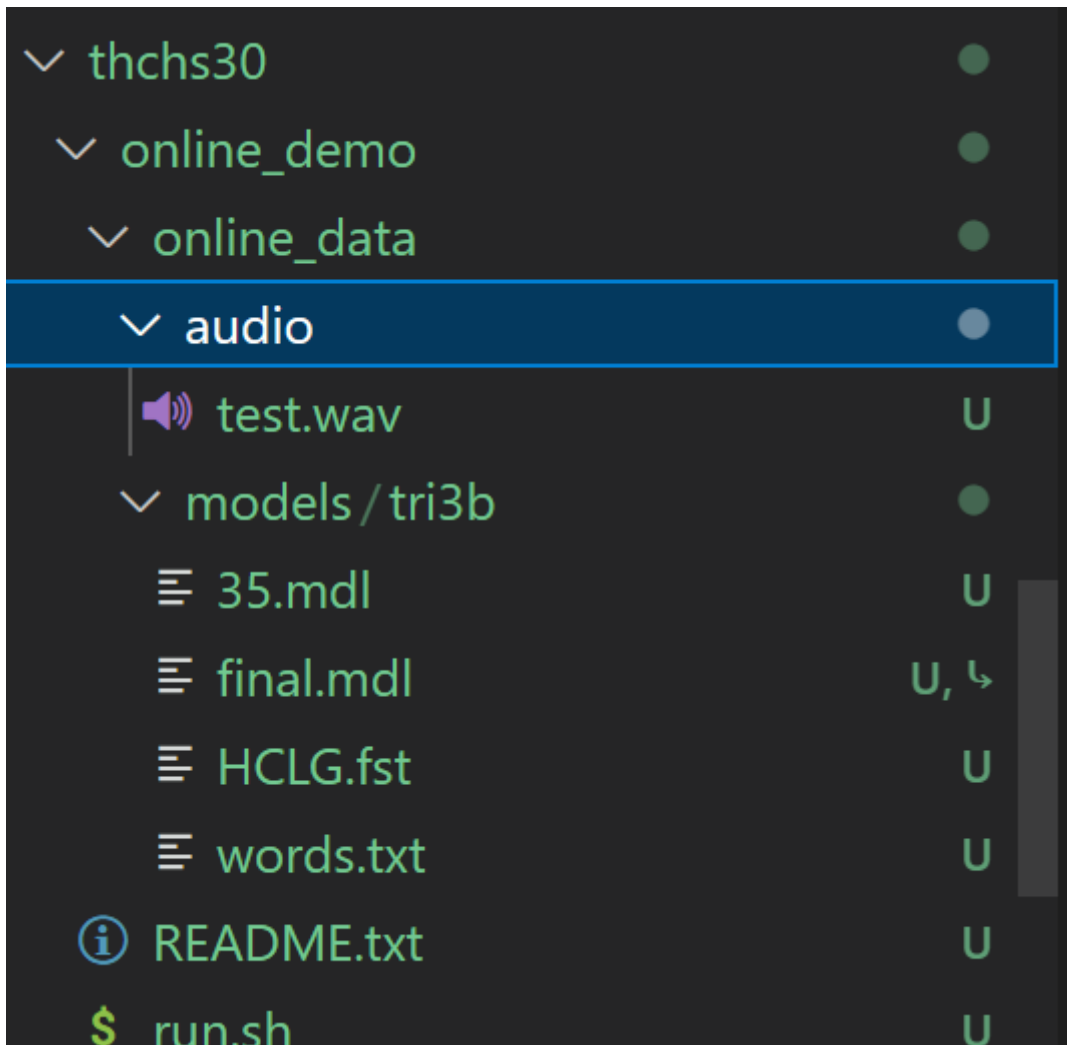 thchs30
online_demo
online_data
audio
test.wav U
models/tri3b
35.mdl U
final.mdl U,
HCLG.fst U
words.txt U
README.txt U
$ run.sh U